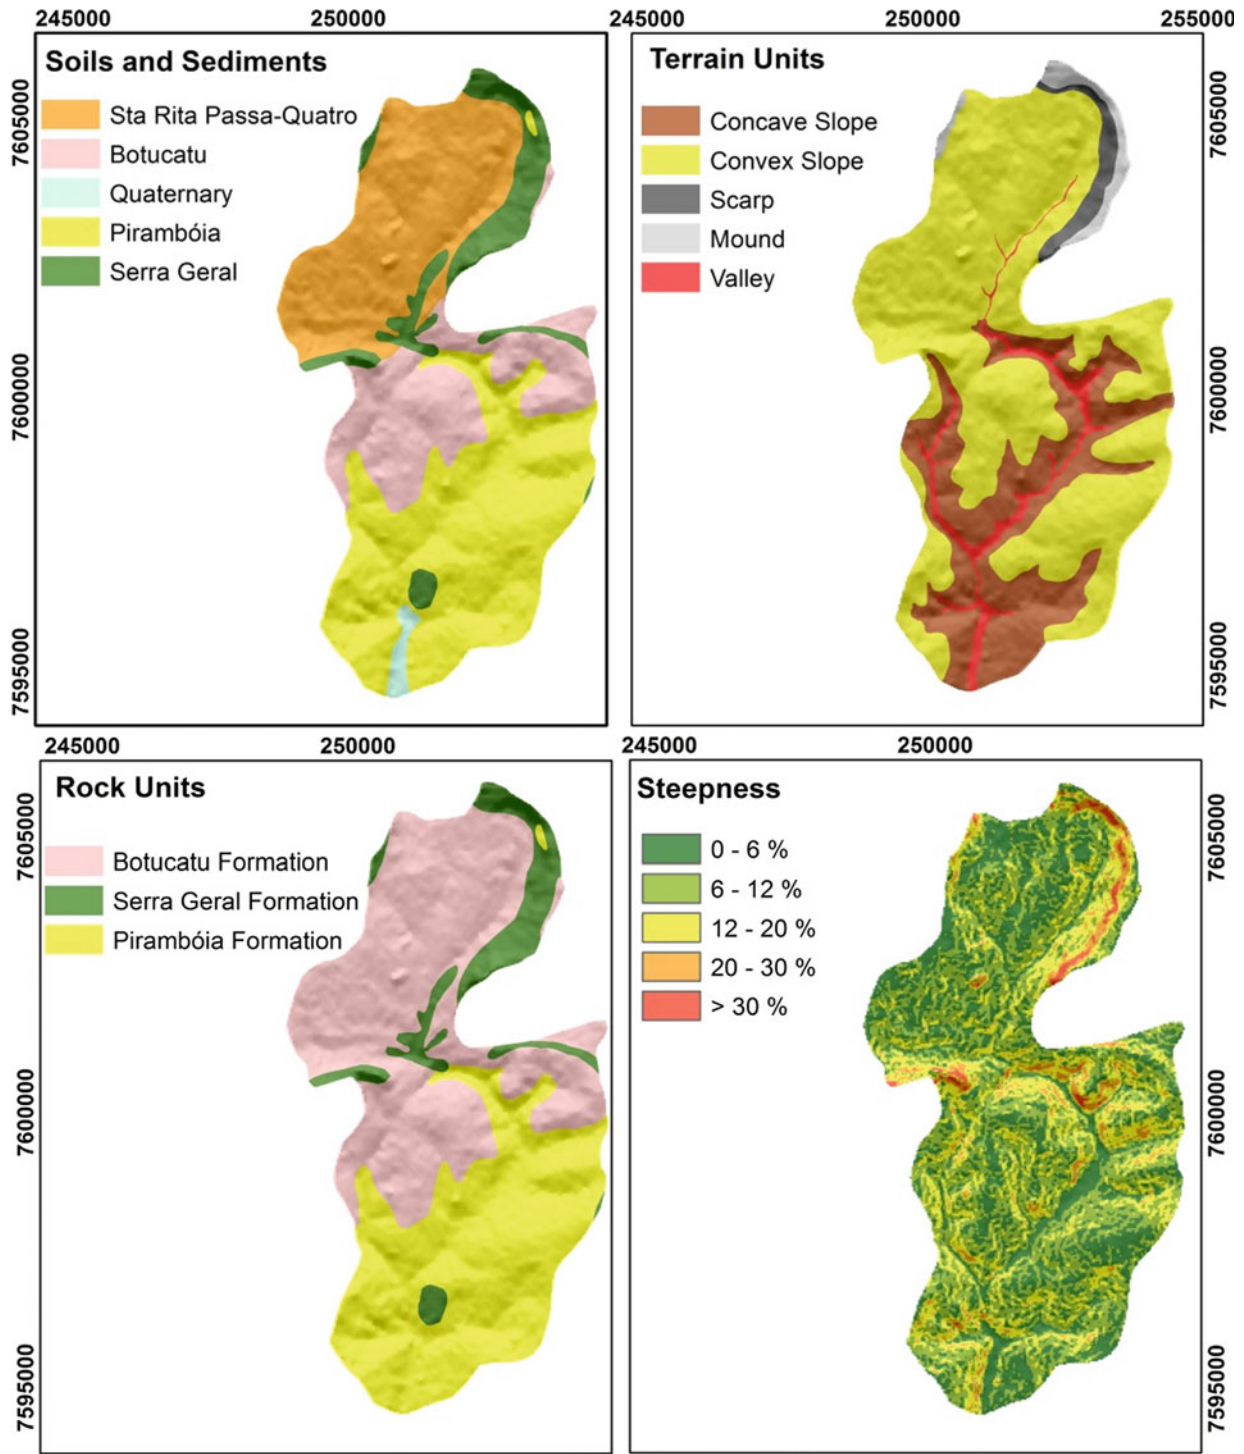 245000 250000
245000 250000 255000
Soils and Sediments
Sta Rita Passa-Quatro
Botucatu
Quaternary
Pirambóia
Serra Geral
7605000
7600000
7595000
Terrain Units
Concave Slope
Convex Slope
Scarp
Mound
Valley
7605000
7600000
7595000
245000 250000
245000 250000
Rock Units
Botucatu Formation
Serra Geral Formation
Pirambóia Formation
7605000
7600000
7595000
Steepness
0 - 6 %
6 - 12 %
12 - 20 %
20 - 30 %
> 30 %
7605000
7600000
7595000